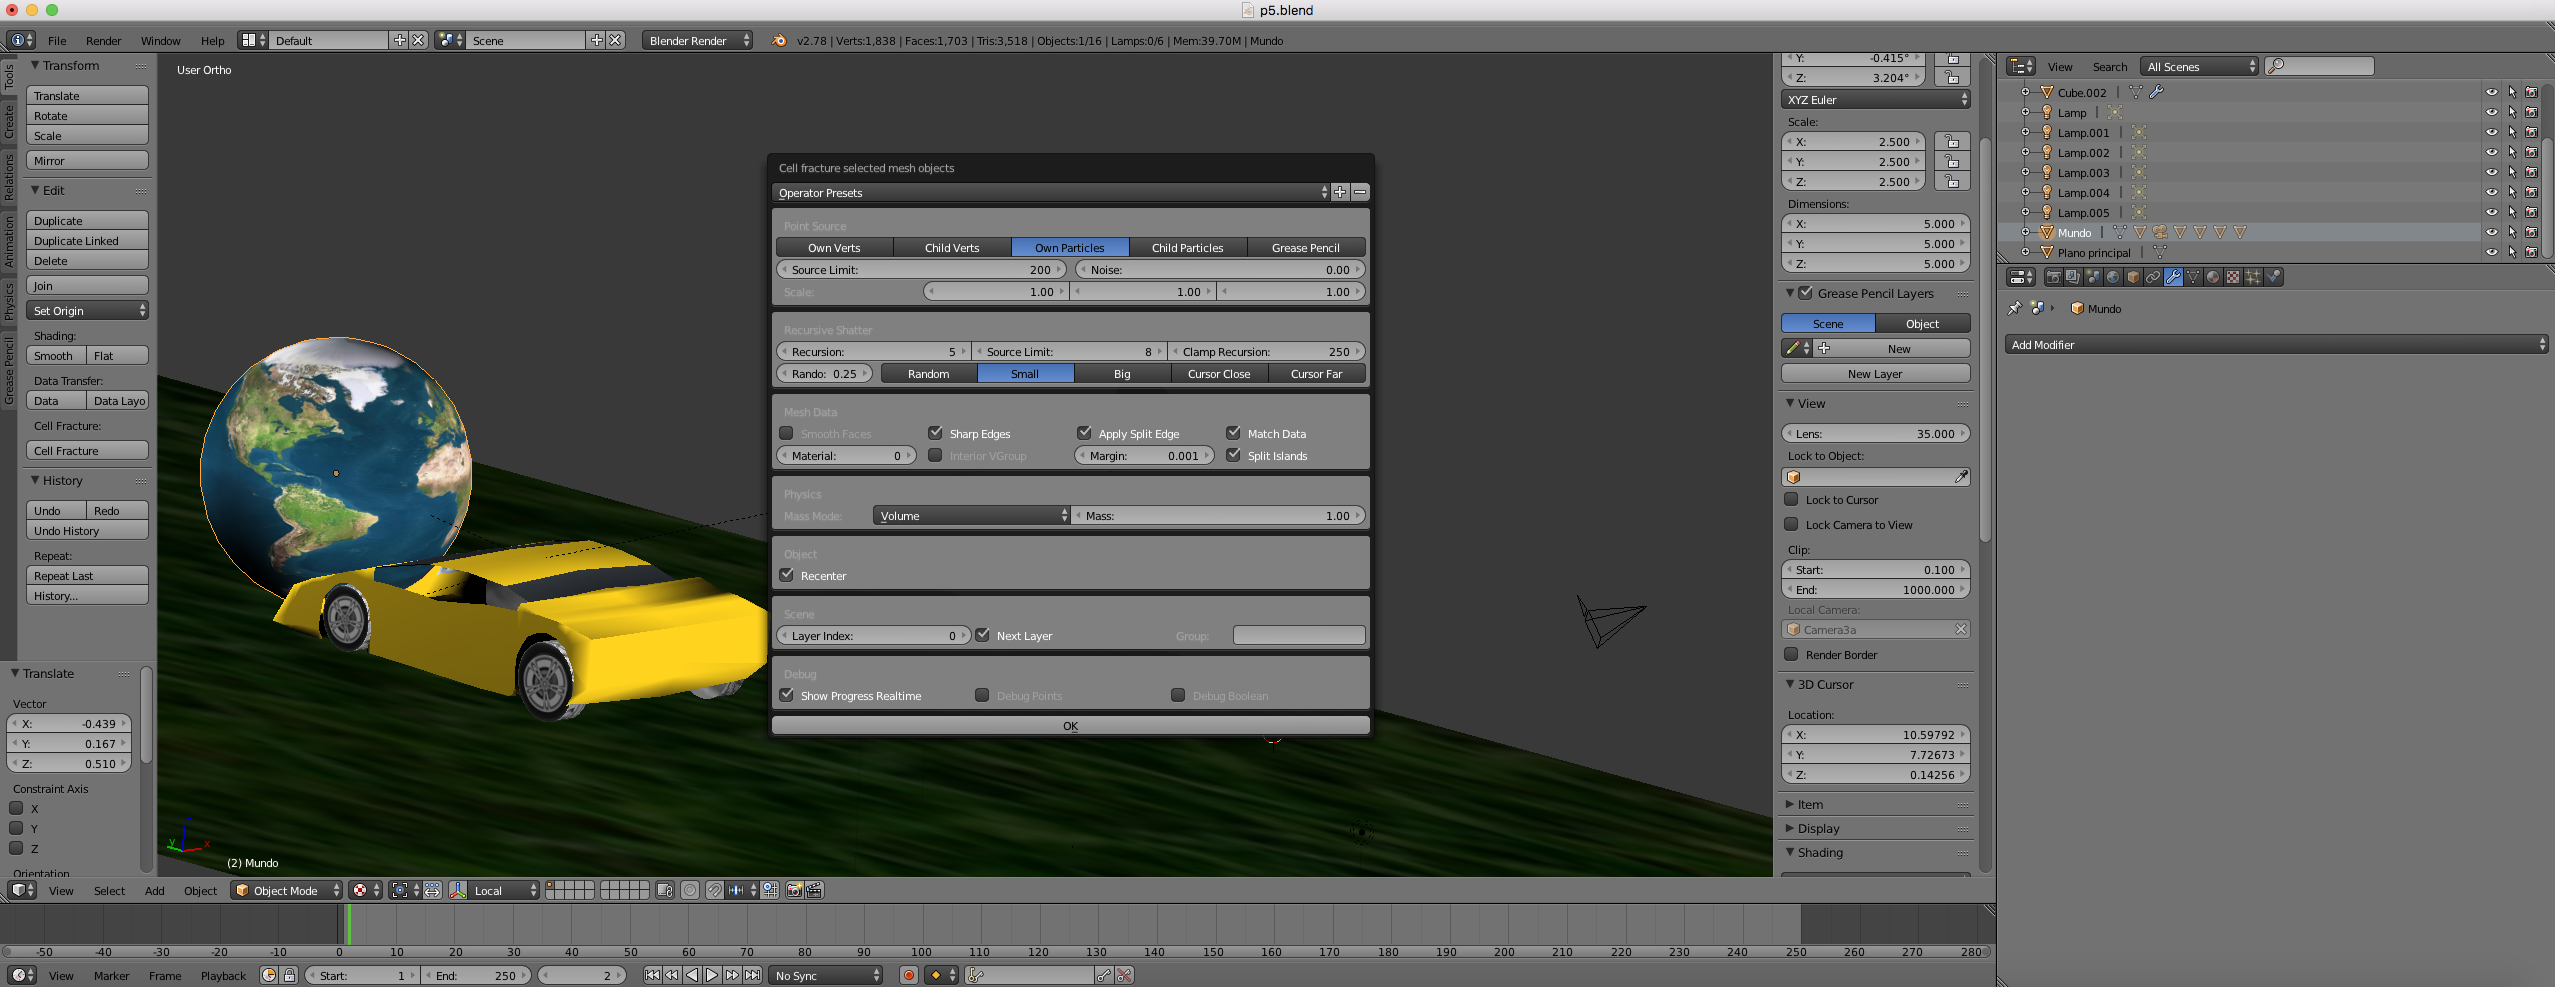 p5.blend
File Render Window Help Default Scene Blender Render v2.78 | Verts:1,838 | Faces:1,703 | Tris:3,518 | Objects:1/16 | Lamps:0/6 | Mem:39.70M | Mundo
Tools
Create
Relations
Animation
Physics
Grease Pencil
Transform
Translate
Rotate
Scale
Mirror
Edit
Duplicate
Duplicate Linked
Delete
Join
Set Origin
Shading:
Smooth Flat
Data Transfer:
Data Data Layo
Cell Fracture:
Cell Fracture
History
Undo Redo
Undo History
Repeat:
Repeat Last
History...
Translate
Vector
X: -0.439
Y: 0.167
Z: 0.510
Constraint Axis
X
Y
Z
Orientation
User Ortho
(2) Mundo
Cell fracture selected mesh objects
Operator Presets
Point Source
Own Verts Child Verts Own Particles Child Particles Grease Pencil
Source Limit: 200 Noise: 0.00
Scale: 1.00 1.00 1.00
Recursive Shatter
Recursion: 5 Source Limit: 8 Clamp Recursion: 250
Rando: 0.25 Random Small Big Cursor Close Cursor Far
Mesh Data
Smooth Faces Sharp Edges Apply Split Edge Match Data
Material: 0 Interior VGroup Margin: 0.001 Split Islands
Physics
Mass Mode: Volume Mass: 1.00
Object
Recenter
Scene
Layer Index: 0 Next Layer Group:
Debug
Show Progress Realtime Debug Points Debug Boolean
OK
Y: -0.415°
Z: 3.204°
XYZ Euler
Scale:
X: 2.500
Y: 2.500
Z: 2.500
Dimensions:
X: 5.000
Y: 5.000
Z: 5.000
Grease Pencil Layers
Scene Object
New
New Layer
View
Lens: 35.000
Lock to Object:
Lock to Cursor
Lock Camera to View
Clip:
Start: 0.100
End: 1000.000
Local Camera:
Camera3a
Render Border
3D Cursor
Location:
X: 10.59792
Y: 7.72673
Z: 0.14256
Item
Display
Shading
View Search All Scenes
Cube.002
Lamp
Lamp.001
Lamp.002
Lamp.003
Lamp.004
Lamp.005
Mundo
Plano principal
Mundo
Add Modifier
y x
View Select Add Object Object Mode Local
-50 -40 -30 -20 -10 0 10 20 30 40 50 60 70 80 90 100 110 120 130 140 150 160 170 180 190 200 210 220 230 240 250 260 270 280
View Marker Frame Playback Start: 1 End: 250 2 No Sync